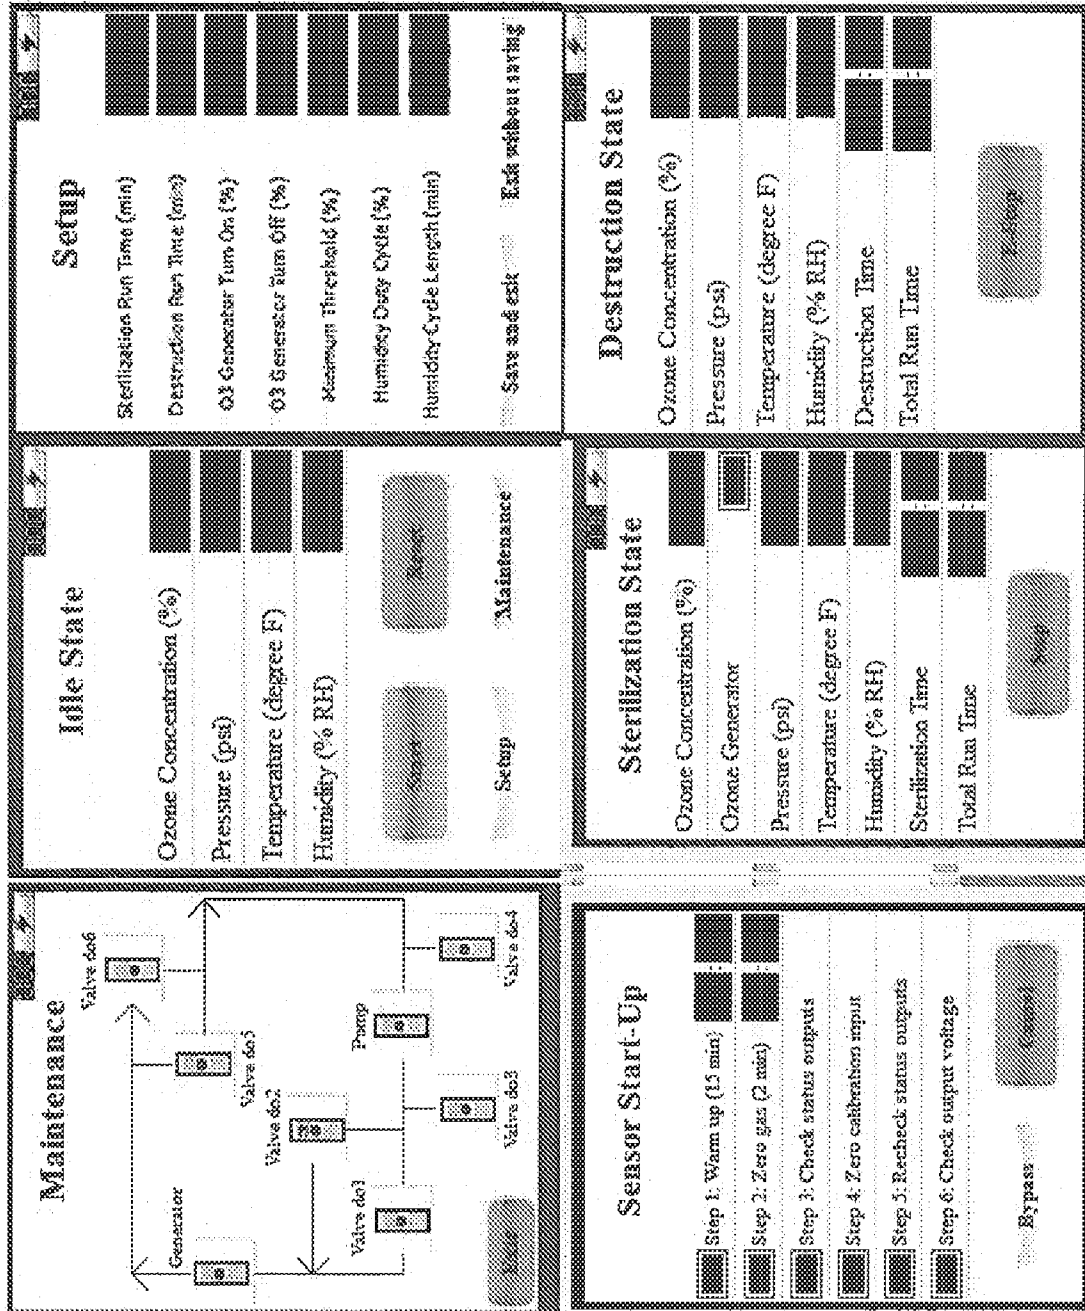 Maintenance
Generator
Valve do6
Valve do5
Valve do2
Pump
Valve do1
Valve do3
Valve do4
Idle State
Ozone Concentration (%)
Pressure (psi)
Temperature (degree F)
Humidity (% RH)
Setup
Maintenance
Setup
Sterilization Run Time (min)
Destruction Run Time (min)
O3 Generator Turn On (%)
O3 Generator Turn Off (%)
Threshold (%)
Humidity Duty Cycle (%)
Humidity Cycle Length (min)
Save and exit
Exit without saving
Sensor Start-Up
Step 1: Warm up (15 min)
Step 2: Zero gas (2 min)
Step 3: Check status outputs
Step 4: Zero calibration input
Step 5: Recheck status outputs
Step 6: Check output voltage
Bypass
Cancel
Sterilization State
Ozone Concentration (%)
Ozone Generator
Pressure (psi)
Temperature (degree F)
Humidity (% RH)
Sterilization Time
Total Run Time
Stop
Destruction State
Ozone Concentration (%)
Pressure (psi)
Temperature (degree F)
Humidity (% RH)
Destruction Time
Total Run Time